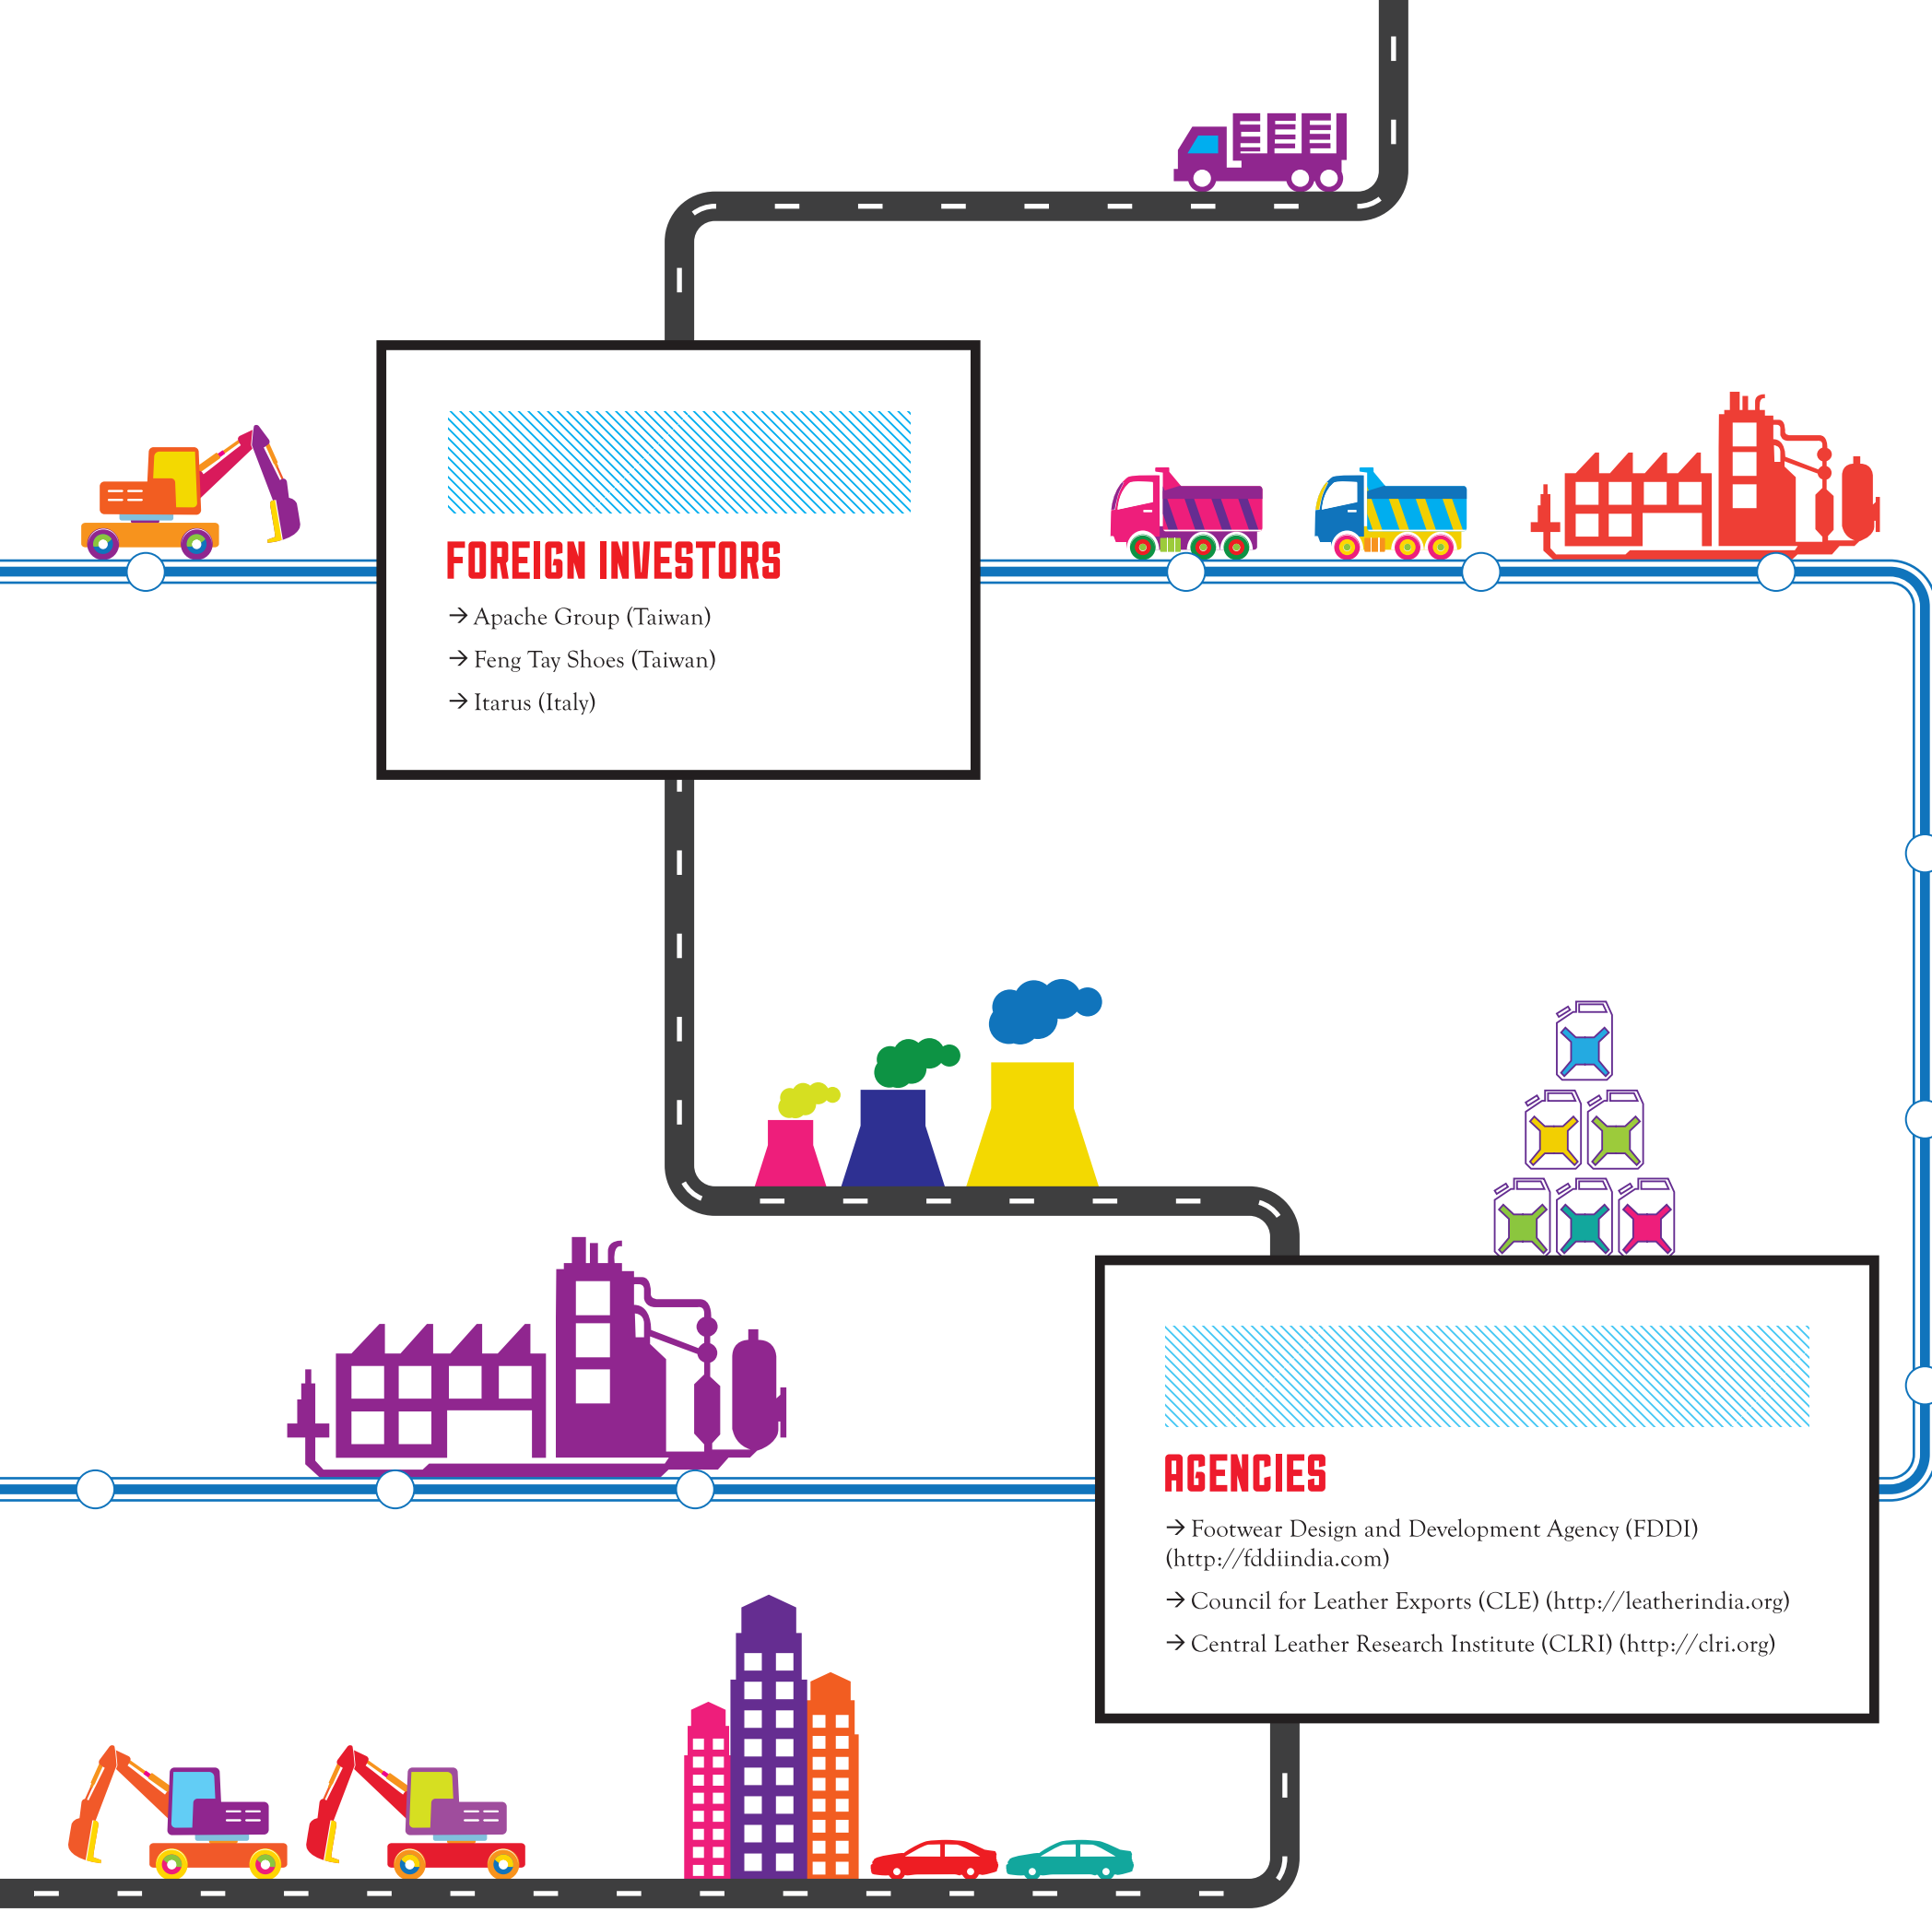 FOREIGN INVESTORS
→ Apache Group (Taiwan)
→ Feng Tay Shoes (Taiwan)
→ Itarus (Italy)
AGENCIES
→ Footwear Design and Development Agency (FDDI)
(http://fddiindia.com)
→ Council for Leather Exports (CLE) (http://leatherindia.org)
→ Central Leather Research Institute (CLRI) (http://clri.org)